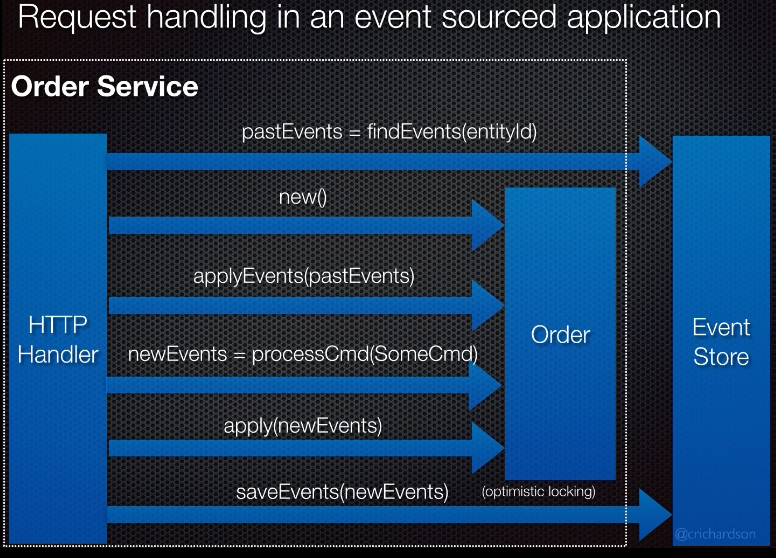 Request handling in an event sourced application
Order Service
pastEvents = findEvents(entityId)
new()
applyEvents(pastEvents)
HTTP
Handler
newEvents = processCmd(SomeCmd)
Order
Event
Store
apply(newEvents)
saveEvents(newEvents)
(optimistic locking)
@crichardson